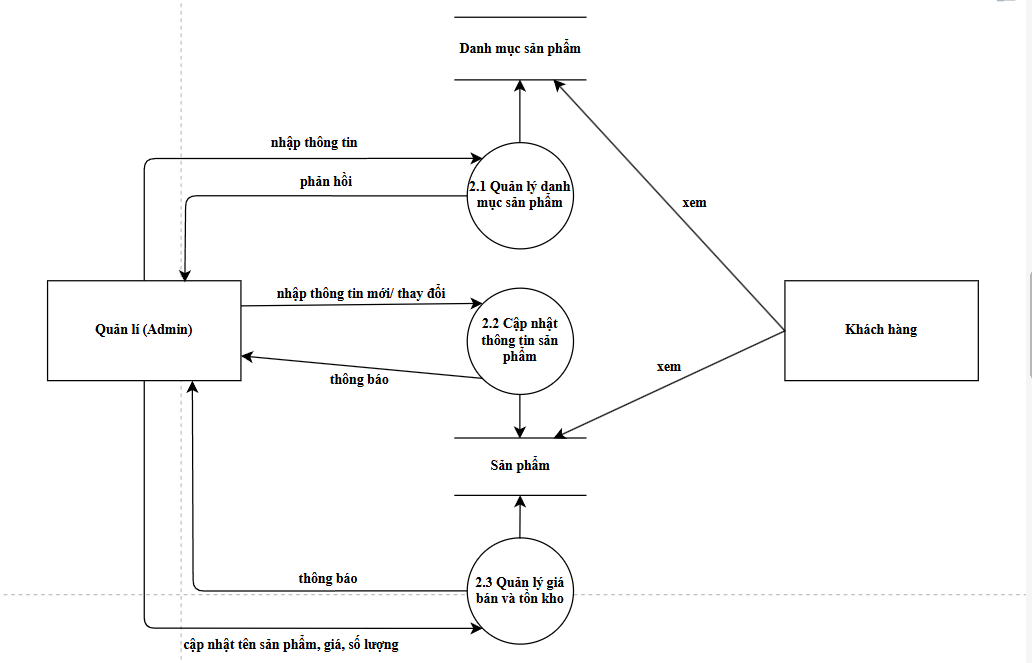 Danh mục sản phẩm
nhập thông tin
phản hồi
2.1 Quản lý danh
mục sản phẩm
xem
nhập thông tin mới/ thay đổi
Quản lí (Admin)
2.2 Cập nhật
thông tin sản
phẩm
Khách hàng
thông báo
xem
Sản phẩm
thông báo
2.3 Quản lý giá
bán và tồn kho
cập nhật tên sản phẩm, giá, số lượng